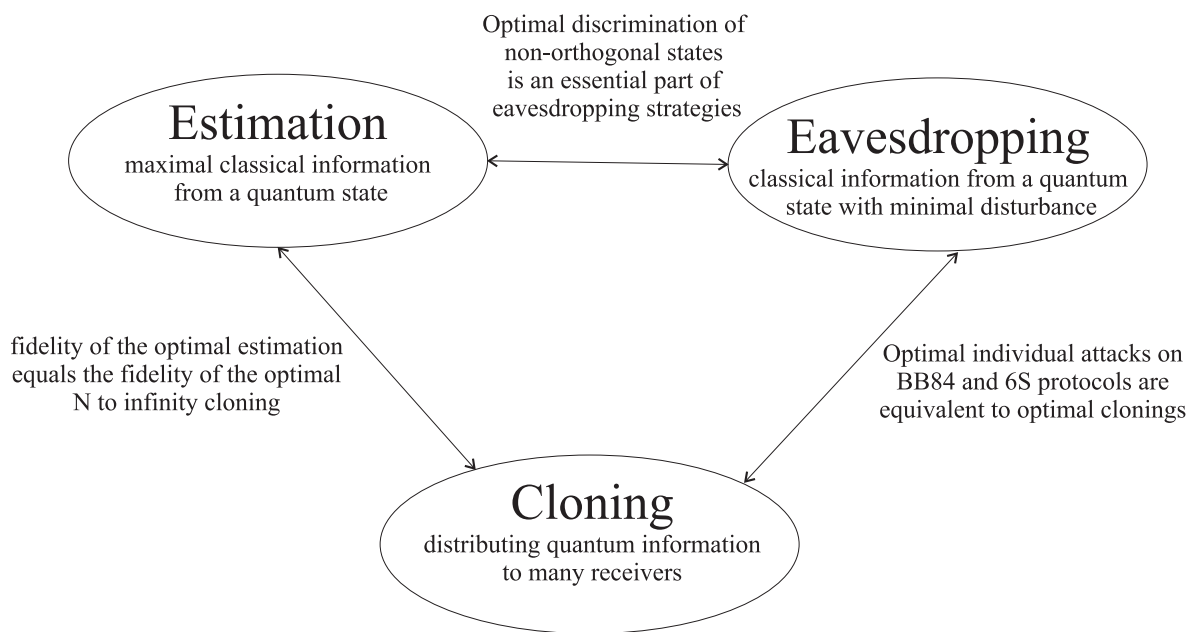 Optimal discrimination of
non-orthogonal states
is an essential part of
eavesdropping strategies
Estimation
maximal classical information
from a quantum state
Eavesdropping
classical information from a quantum
state with minimal disturbance
fidelity of the optimal estimation
equals the fidelity of the optimal
N to infinity cloning
Optimal individual attacks on
BB84 and 6S protocols are
equivalent to optimal clonings
Cloning
distributing quantum information
to many receivers